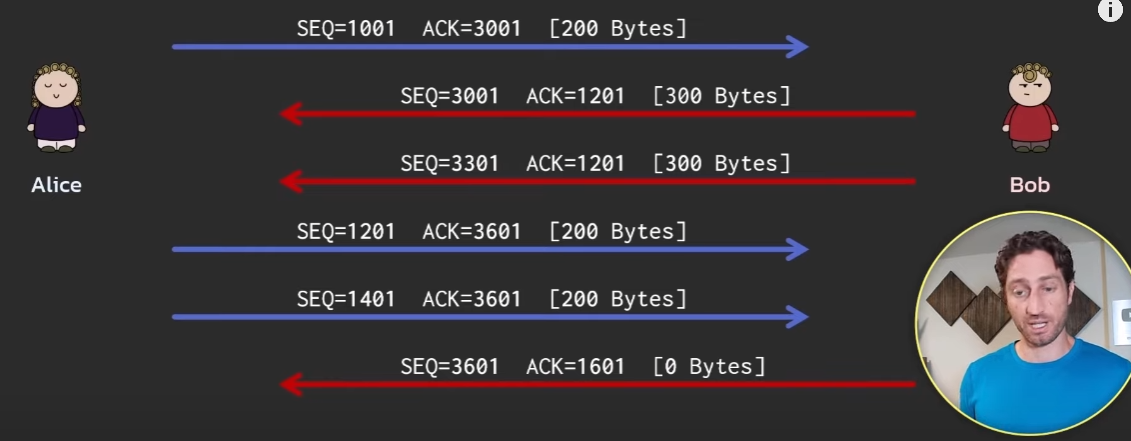 SEQ=1001 ACK=3001 [200 Bytes]
SEQ=3001 ACK=1201 [300 Bytes]
SEQ=3301 ACK=1201 [300 Bytes]
Alice
Bob
SEQ=1201 ACK=3601 [200 Bytes]
SEQ=1401 ACK=3601 [200 Bytes]
SEQ=3601 ACK=1601 [0 Bytes]